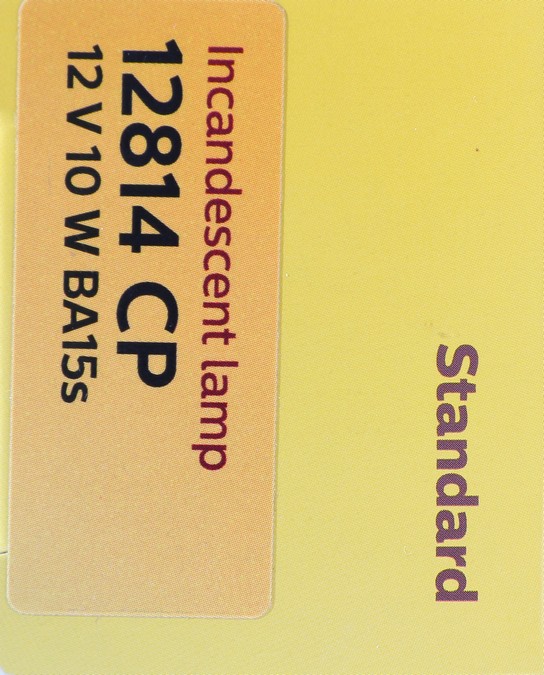 Standard
Incandescent lamp
12814 CP
12 V 10 W BA15s